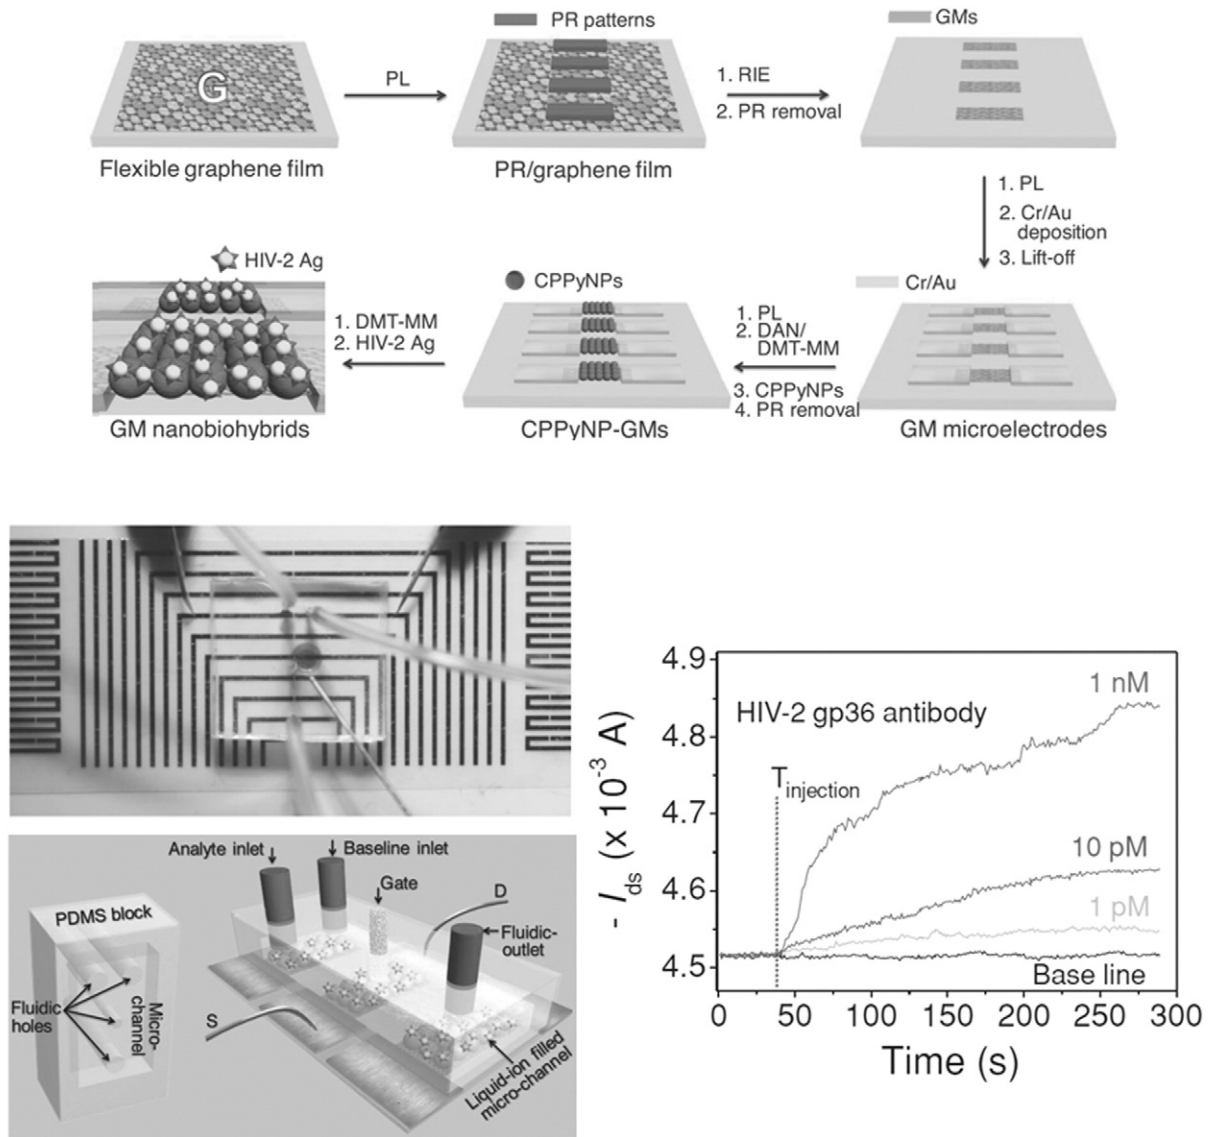 PR patterns
GMs
G
PL
1. RIE
2. PR removal
Flexible graphene film
PR/graphene film
1. PL
2. Cr/Au
deposition
3. Lift-off
HIV-2 Ag
CPPyNPs
Cr/Au
1. DMT-MM
2. HIV-2 Ag
1. PL
2. DAN/
DMT-MM
3. CPPyNPs
4. PR removal
GM nanobiohybrids
CPPyNP-GMs
GM microelectrodes
Analyte inlet
Baseline inlet
Gate
D
PDMS block
Fluidic-
outlet
Fluidic
holes
Micro-
channel
S
Liquid-ion filled
micro-channel
4.9
4.8
4.7
4.6
4.5
- Ids (x 10-3 A)
HIV-2 gp36 antibody
1 nM
Tinjection
10 pM
1 pM
Base line
0 50 100 150 200 250 300
Time (s)